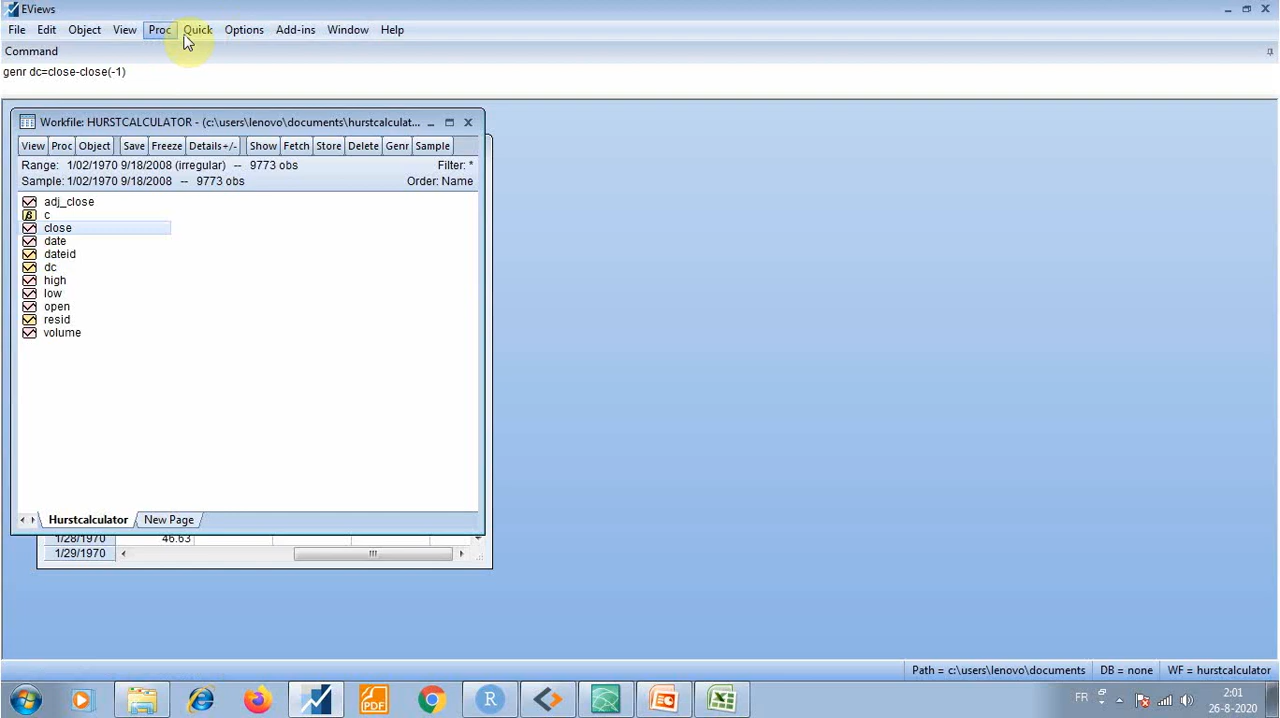 EViews
File Edit Object View Proc Quick Options Add-ins Window Help
Command
genr dc=close-close(-1)
Workfile: HURSTCALCULATOR - (c:\users\lenovo\documents\hurstcalculat...
View Proc Object Save Freeze Details+/- Show Fetch Store Delete Genr Sample
Range: 1/02/1970 9/18/2008 (irregular) -- 9773 obs Filter: *
Sample: 1/02/1970 9/18/2008 -- 9773 obs Order: Name
adj_close
β c
close
date
dateid
dc
high
low
open
resid
volume
Hurstcalculator New Page
1/28/1970 46.63
1/29/1970
Path = c:\users\lenovo\documents DB = none WF = hurstcalculator
PDF R FR 2:01
26-8-2020